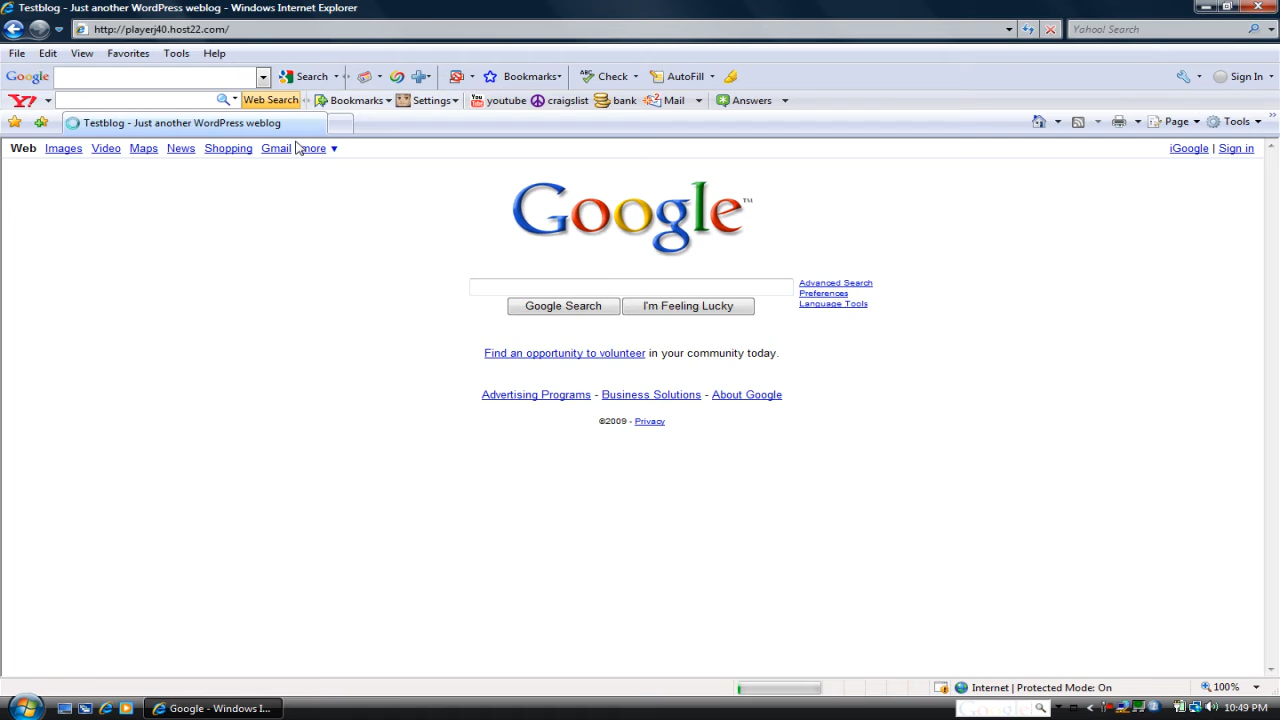 Testblog - Just another WordPress weblog - Windows Internet Explorer
http://playerj40.host22.com/
Yahoo! Search
File Edit View Favorites Tools Help
Google Search Bookmarks Check AutoFill Sign In
Y! Web Search Bookmarks Settings You Tube youtube craigslist bank Mail Answers
Testblog - Just another WordPress weblog Page Tools
Web Images Video Maps News Shopping Gmail more ▼ iGoogle | Sign in
Google™
Advanced Search
Preferences
Language Tools
Google Search I'm Feeling Lucky
Find an opportunity to volunteer in your community today.
Advertising Programs - Business Solutions - About Google
©2009 - Privacy
Internet | Protected Mode: On 100%
Google - Windows I... Google 10:49 PM